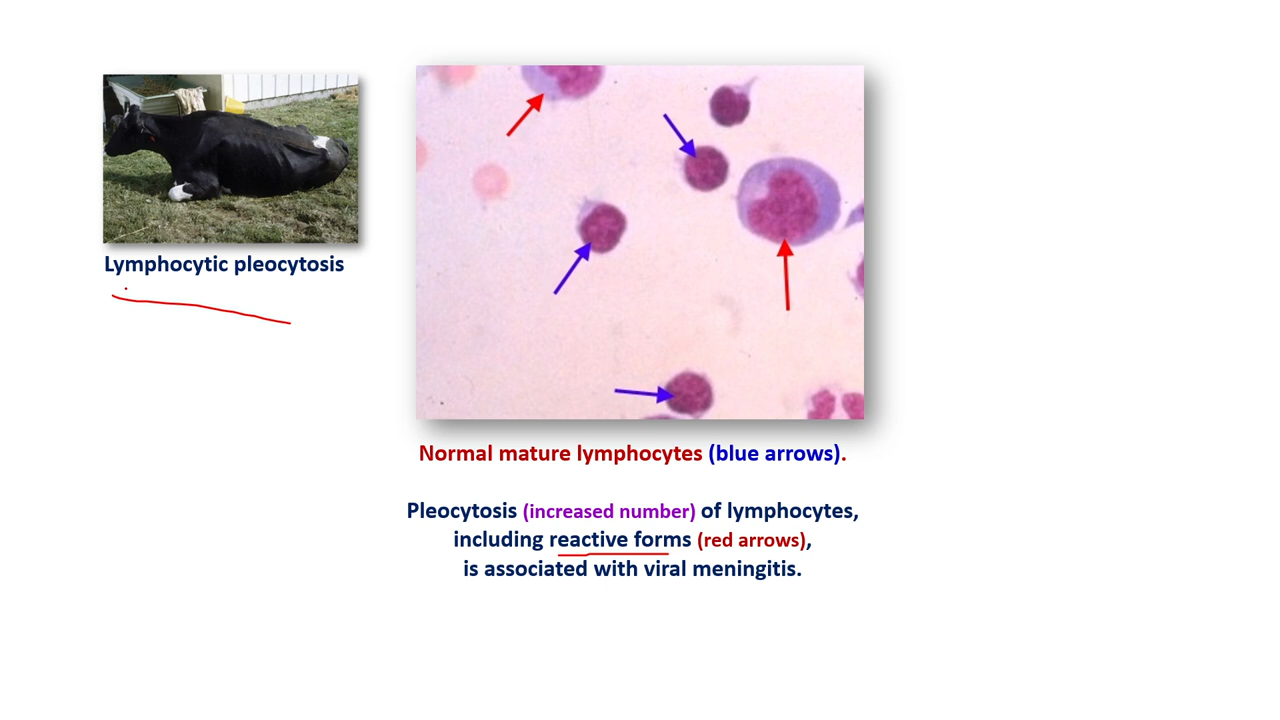 Lymphocytic pleocytosis
Normal mature lymphocytes (blue arrows).
Pleocytosis (increased number) of lymphocytes,
including reactive forms (red arrows),
is associated with viral meningitis.